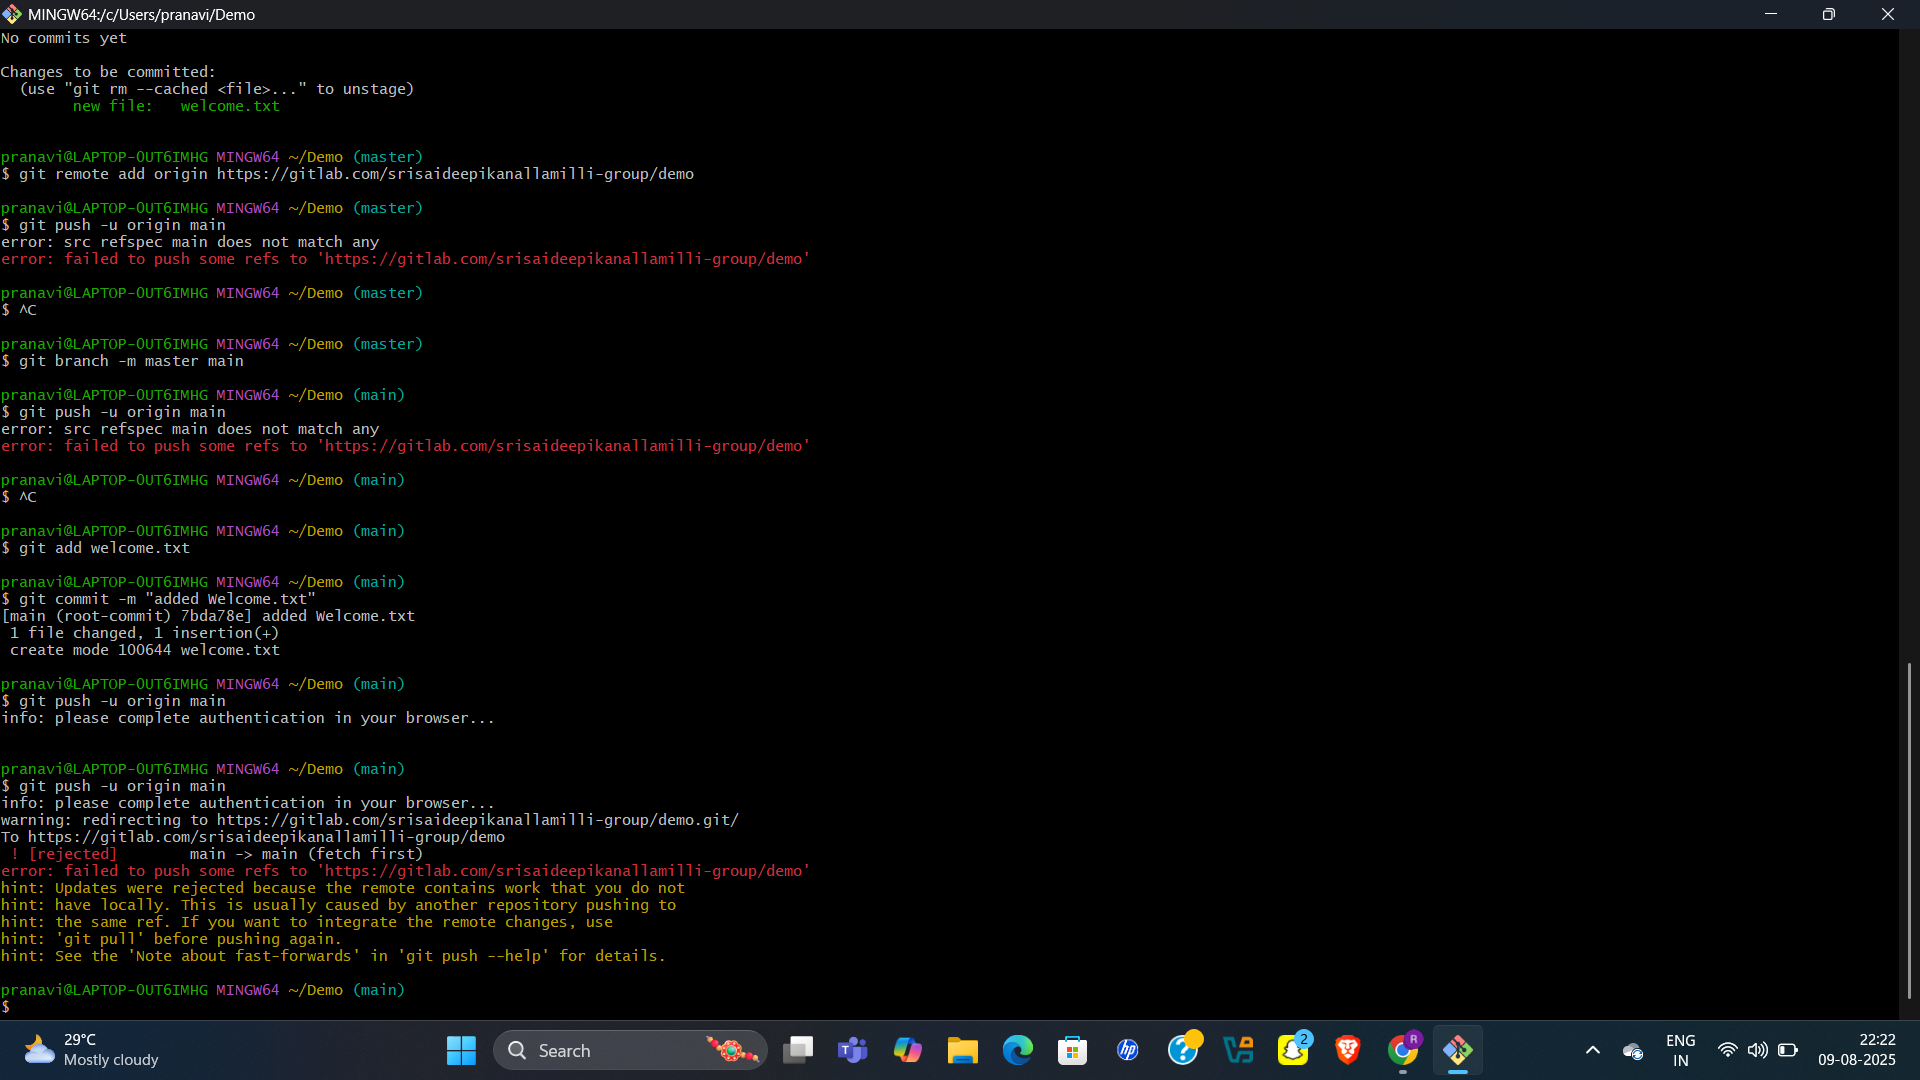 MINGW64:/c/Users/pranavi/Demo
No commits yet
Changes to be committed:
  (use "git rm --cached <file>..." to unstage)
        new file:   welcome.txt
pranavi@LAPTOP-OUT6IMHG MINGW64 ~/Demo (master)
$ git remote add origin https://gitlab.com/srisaideepikanallamilli-group/demo
pranavi@LAPTOP-OUT6IMHG MINGW64 ~/Demo (master)
$ git push -u origin main
error: src refspec main does not match any
error: failed to push some refs to 'https://gitlab.com/srisaideepikanallamilli-group/demo'
pranavi@LAPTOP-OUT6IMHG MINGW64 ~/Demo (master)
$ ^C
pranavi@LAPTOP-OUT6IMHG MINGW64 ~/Demo (master)
$ git branch -m master main
pranavi@LAPTOP-OUT6IMHG MINGW64 ~/Demo (main)
$ git push -u origin main
error: src refspec main does not match any
error: failed to push some refs to 'https://gitlab.com/srisaideepikanallamilli-group/demo'
pranavi@LAPTOP-OUT6IMHG MINGW64 ~/Demo (main)
$ ^C
pranavi@LAPTOP-OUT6IMHG MINGW64 ~/Demo (main)
$ git add welcome.txt
pranavi@LAPTOP-OUT6IMHG MINGW64 ~/Demo (main)
$ git commit -m "added Welcome.txt"
[main (root-commit) 7bda78e] added Welcome.txt
 1 file changed, 1 insertion(+)
 create mode 100644 welcome.txt
pranavi@LAPTOP-OUT6IMHG MINGW64 ~/Demo (main)
$ git push -u origin main
info: please complete authentication in your browser...
pranavi@LAPTOP-OUT6IMHG MINGW64 ~/Demo (main)
$ git push -u origin main
info: please complete authentication in your browser...
warning: redirecting to https://gitlab.com/srisaideepikanallamilli-group/demo.git/
To https://gitlab.com/srisaideepikanallamilli-group/demo
 ! [rejected]        main -> main (fetch first)
error: failed to push some refs to 'https://gitlab.com/srisaideepikanallamilli-group/demo'
hint: Updates were rejected because the remote contains work that you do not
hint: have locally. This is usually caused by another repository pushing to
hint: the same ref. If you want to integrate the remote changes, use
hint: 'git pull' before pushing again.
hint: See the 'Note about fast-forwards' in 'git push --help' for details.
pranavi@LAPTOP-OUT6IMHG MINGW64 ~/Demo (main)
$
29°C
Mostly cloudy
Search
T
hp
?
2
R
ENG
IN
22:22
09-08-2025